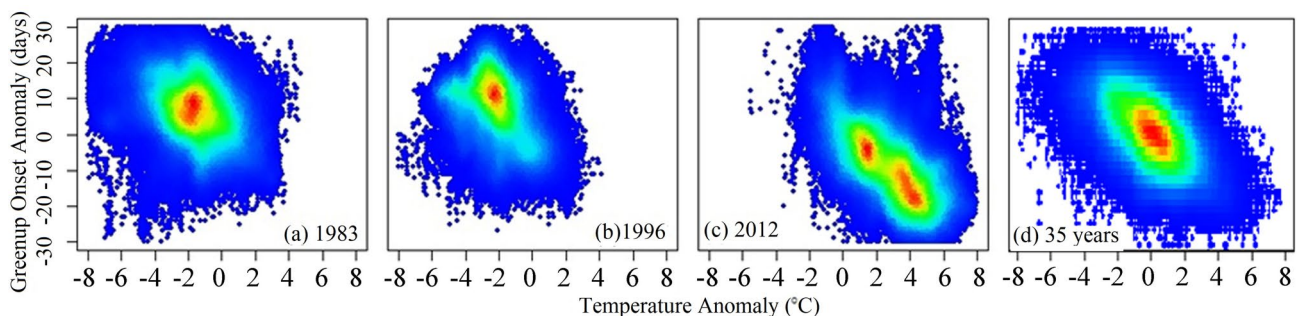 Greenup Onset Anomaly (days)
30
20
10
0
-10
-20
-30
(a) 1983
(b)1996
(c) 2012
(d) 35 years
-8 -6 -4 -2 0 2 4 6 8
-8 -6 -4 -2 0 2 4 6 8
-8 -6 -4 -2 0 2 4 6 8
-8 -6 -4 -2 0 2 4 6 8
Temperature Anomaly (°C)